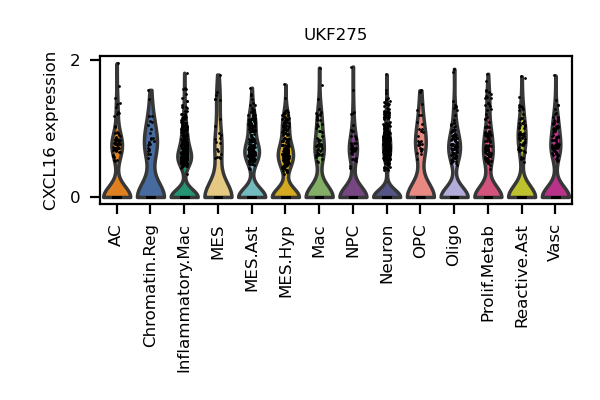 UKF275
CXCL16 expression
2
0
AC
Chromatin.Reg
Inflammatory.Mac
MES
MES.Ast
MES.Hyp
Mac
NPC
Neuron
OPC
Oligo
Prolif.Metab
Reactive.Ast
Vasc